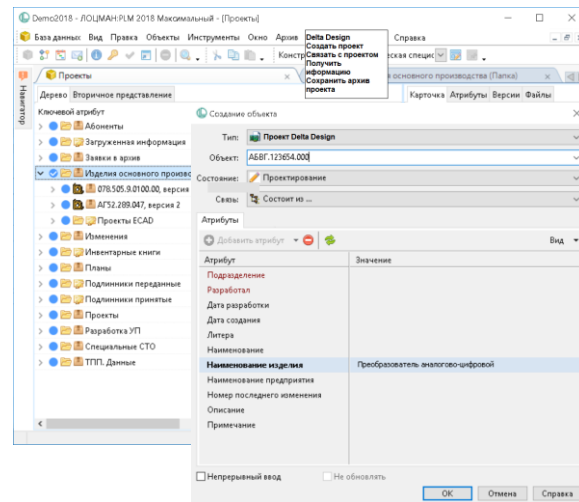 Demo2018 - ЛОЦМАН:PLM 2018 Максимальный - [Проекты]
База данных Вид Правка Объекты Инструменты Окно Архив Delta Design Справка
Создать проект
Связать с проектом
Получить
иформацию
Сохранить архив
проекта
Констр
еская специс
Проекты
основного производства (Папка)
Навигатор
Дерево Вторичное представление
Карточка Атрибуты Версии Файлы
Ключевой атрибут
Абоненты
Загруженная информация
Заявки в архив
Изделия основного произво
078.505.9.0100.00, версия
АГ52.289.047, версия 2
Проекты ECAD
Изменения
Инвентарные книги
Планы
Подлинники переданные
Подлинники принятые
Проекты
Разработка УП
Специальные СТО
ТПП. Данные
Создание объекта
Тип: Проект Delta Design
Объект: АБВГ.123654.000
Состояние: Проектирование
Связь: Состоит из ...
Атрибуты
Добавить атрибут
Вид
Атрибут Значение
Подразделение
Разработал
Дата разработки
Дата создания
Литера
Наименование
Наименование изделия Преобразователь аналогово-цифровой
Наименование предприятия
Номер последнего изменения
Описание
Примечание
Непрерывный ввод Не обновлять
OK Отмена Справка